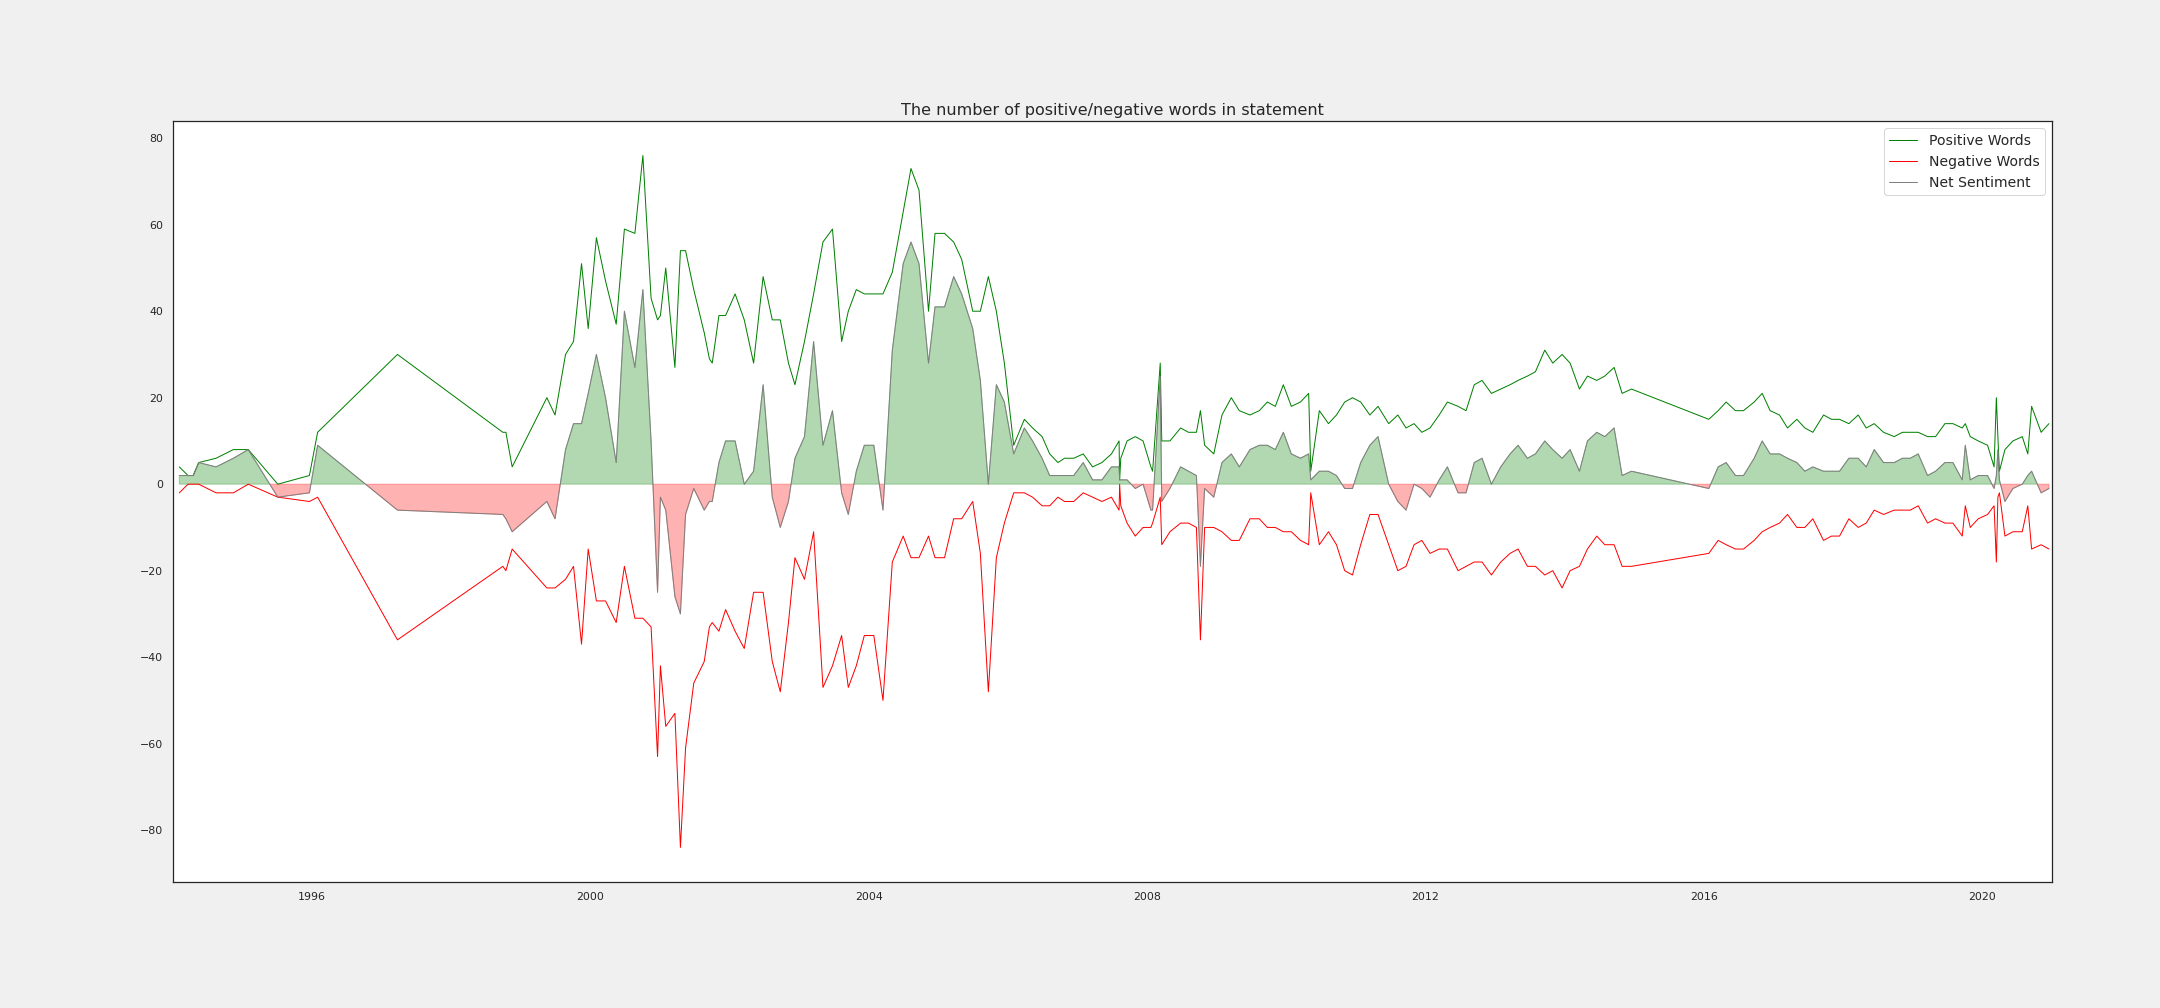 The number of positive/negative words in statement
Positive Words
Negative Words
Net Sentiment
80
60
40
20
0
−20
−40
−60
−80
1996 2000 2004 2008 2012 2016 2020